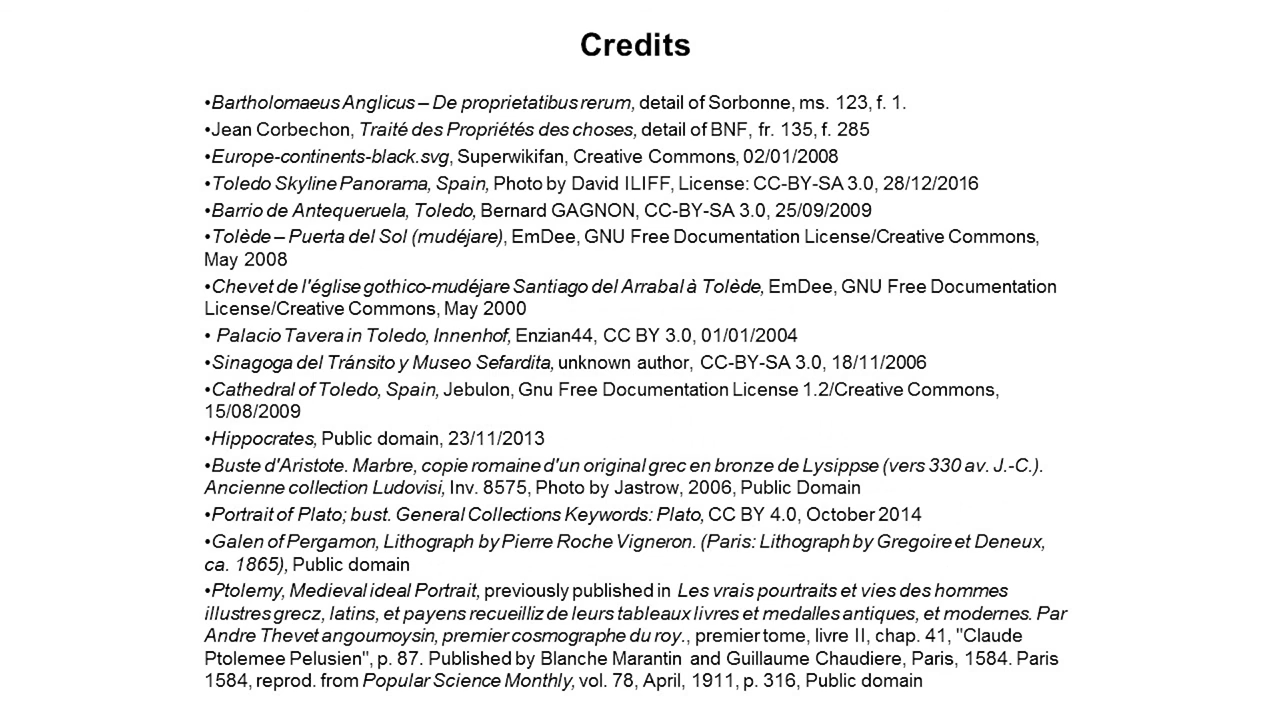 Credits
•Bartholomaeus Anglicus – De proprietatibus rerum, detail of Sorbonne, ms. 123, f. 1.
•Jean Corbechon, Traité des Propriétés des choses, detail of BNF, fr. 135, f. 285
•Europe-continents-black.svg, Superwikifan, Creative Commons, 02/01/2008
•Toledo Skyline Panorama, Spain, Photo by David ILIFF, License: CC-BY-SA 3.0, 28/12/2016
•Barrio de Antequeruela, Toledo, Bernard GAGNON, CC-BY-SA 3.0, 25/09/2009
•Tolède – Puerta del Sol (mudéjare), EmDee, GNU Free Documentation License/Creative Commons,
May 2008
•Chevet de l'église gothico-mudéjare Santiago del Arrabal à Tolède, EmDee, GNU Free Documentation
License/Creative Commons, May 2000
• Palacio Tavera in Toledo, Innenhof, Enzian44, CC BY 3.0, 01/01/2004
•Sinagoga del Tránsito y Museo Sefardita, unknown author, CC-BY-SA 3.0, 18/11/2006
•Cathedral of Toledo, Spain, Jebulon, Gnu Free Documentation License 1.2/Creative Commons,
15/08/2009
•Hippocrates, Public domain, 23/11/2013
•Buste d'Aristote. Marbre, copie romaine d'un original grec en bronze de Lysippse (vers 330 av. J.-C.).
Ancienne collection Ludovisi, Inv. 8575, Photo by Jastrow, 2006, Public Domain
•Portrait of Plato; bust. General Collections Keywords: Plato, CC BY 4.0, October 2014
•Galen of Pergamon, Lithograph by Pierre Roche Vigneron. (Paris: Lithograph by Gregoire et Deneux,
ca. 1865), Public domain
•Ptolemy, Medieval ideal Portrait, previously published in Les vrais pourtraits et vies des hommes
illustres grecz, latins, et payens recueilliz de leurs tableaux livres et medalles antiques, et modernes. Par
Andre Thevet angoumoysin, premier cosmographe du roy., premier tome, livre II, chap. 41, "Claude
Ptolemee Pelusien", p. 87. Published by Blanche Marantin and Guillaume Chaudiere, Paris, 1584. Paris
1584, reprod. from Popular Science Monthly, vol. 78, April, 1911, p. 316, Public domain